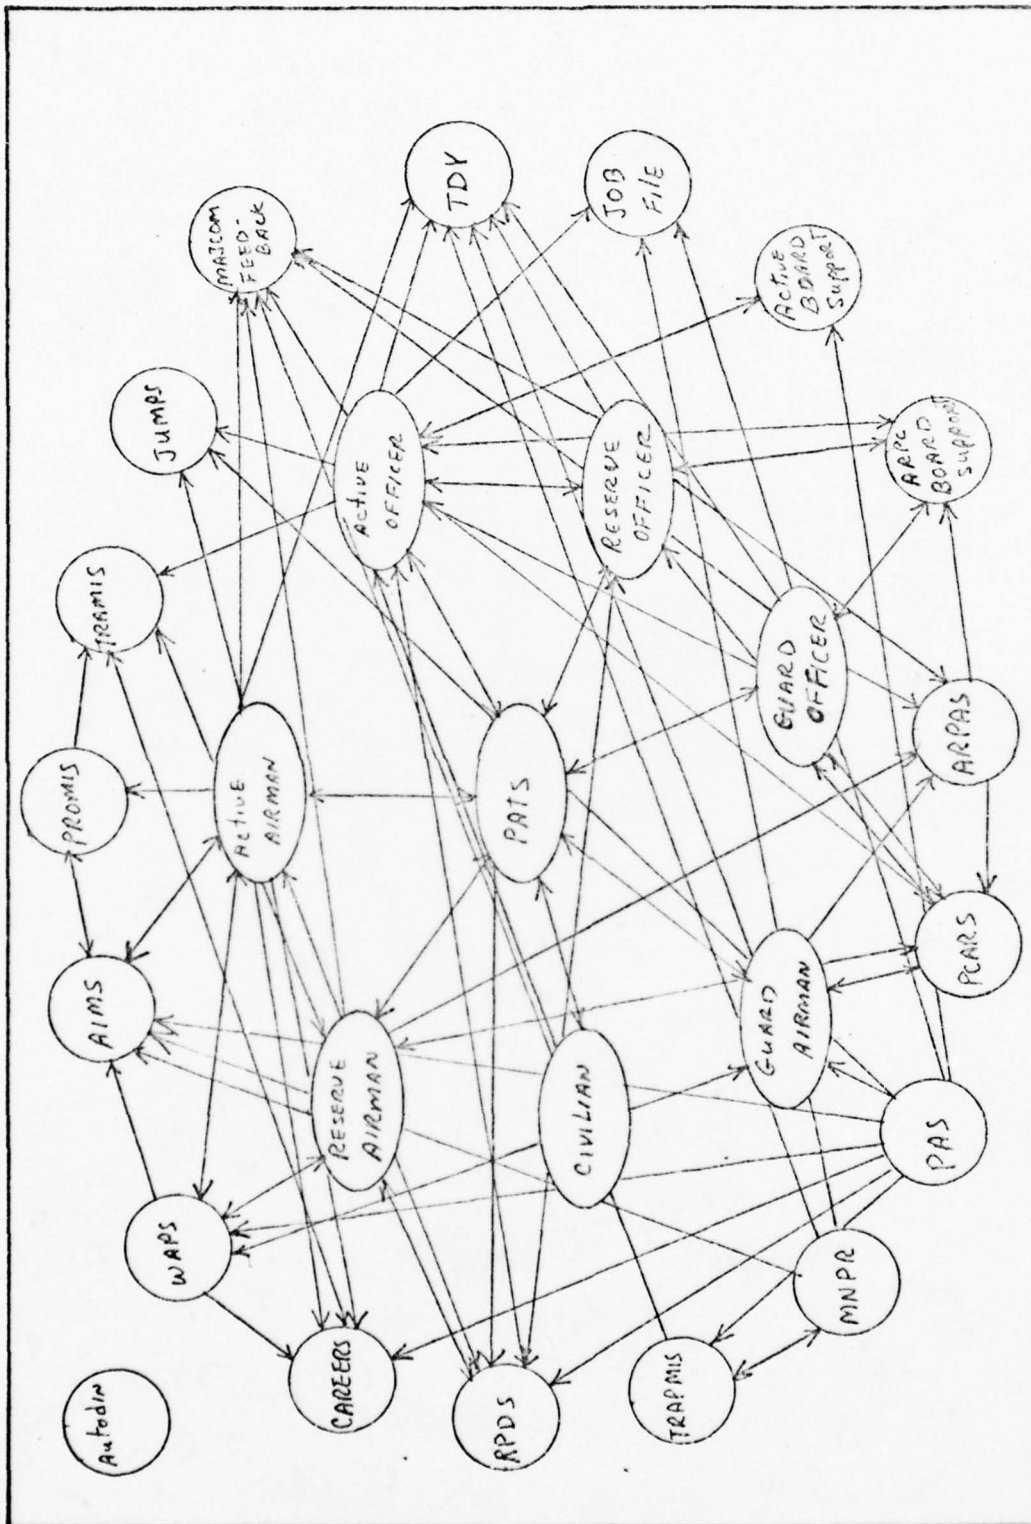 Autodin
WAPS
AIMS
PROMIS
TRAMIS
JUMPS
MAJCOM
FEED-
BACK
TDY
JOB
FILE
ACTIVE
BOARD
SUPPORT
ARPC
BOARD
SUPPORT
ARPAS
PCARS
PAS
MNPR
TRAPMIS
RPDS
CAREERS
ACTIVE
AIRMAN
ACTIVE
OFFICER
RESERVE
AIRMAN
PATS
RESERVE
OFFICER
CIVILIAN
GUARD
AIRMAN
GUARD
OFFICER